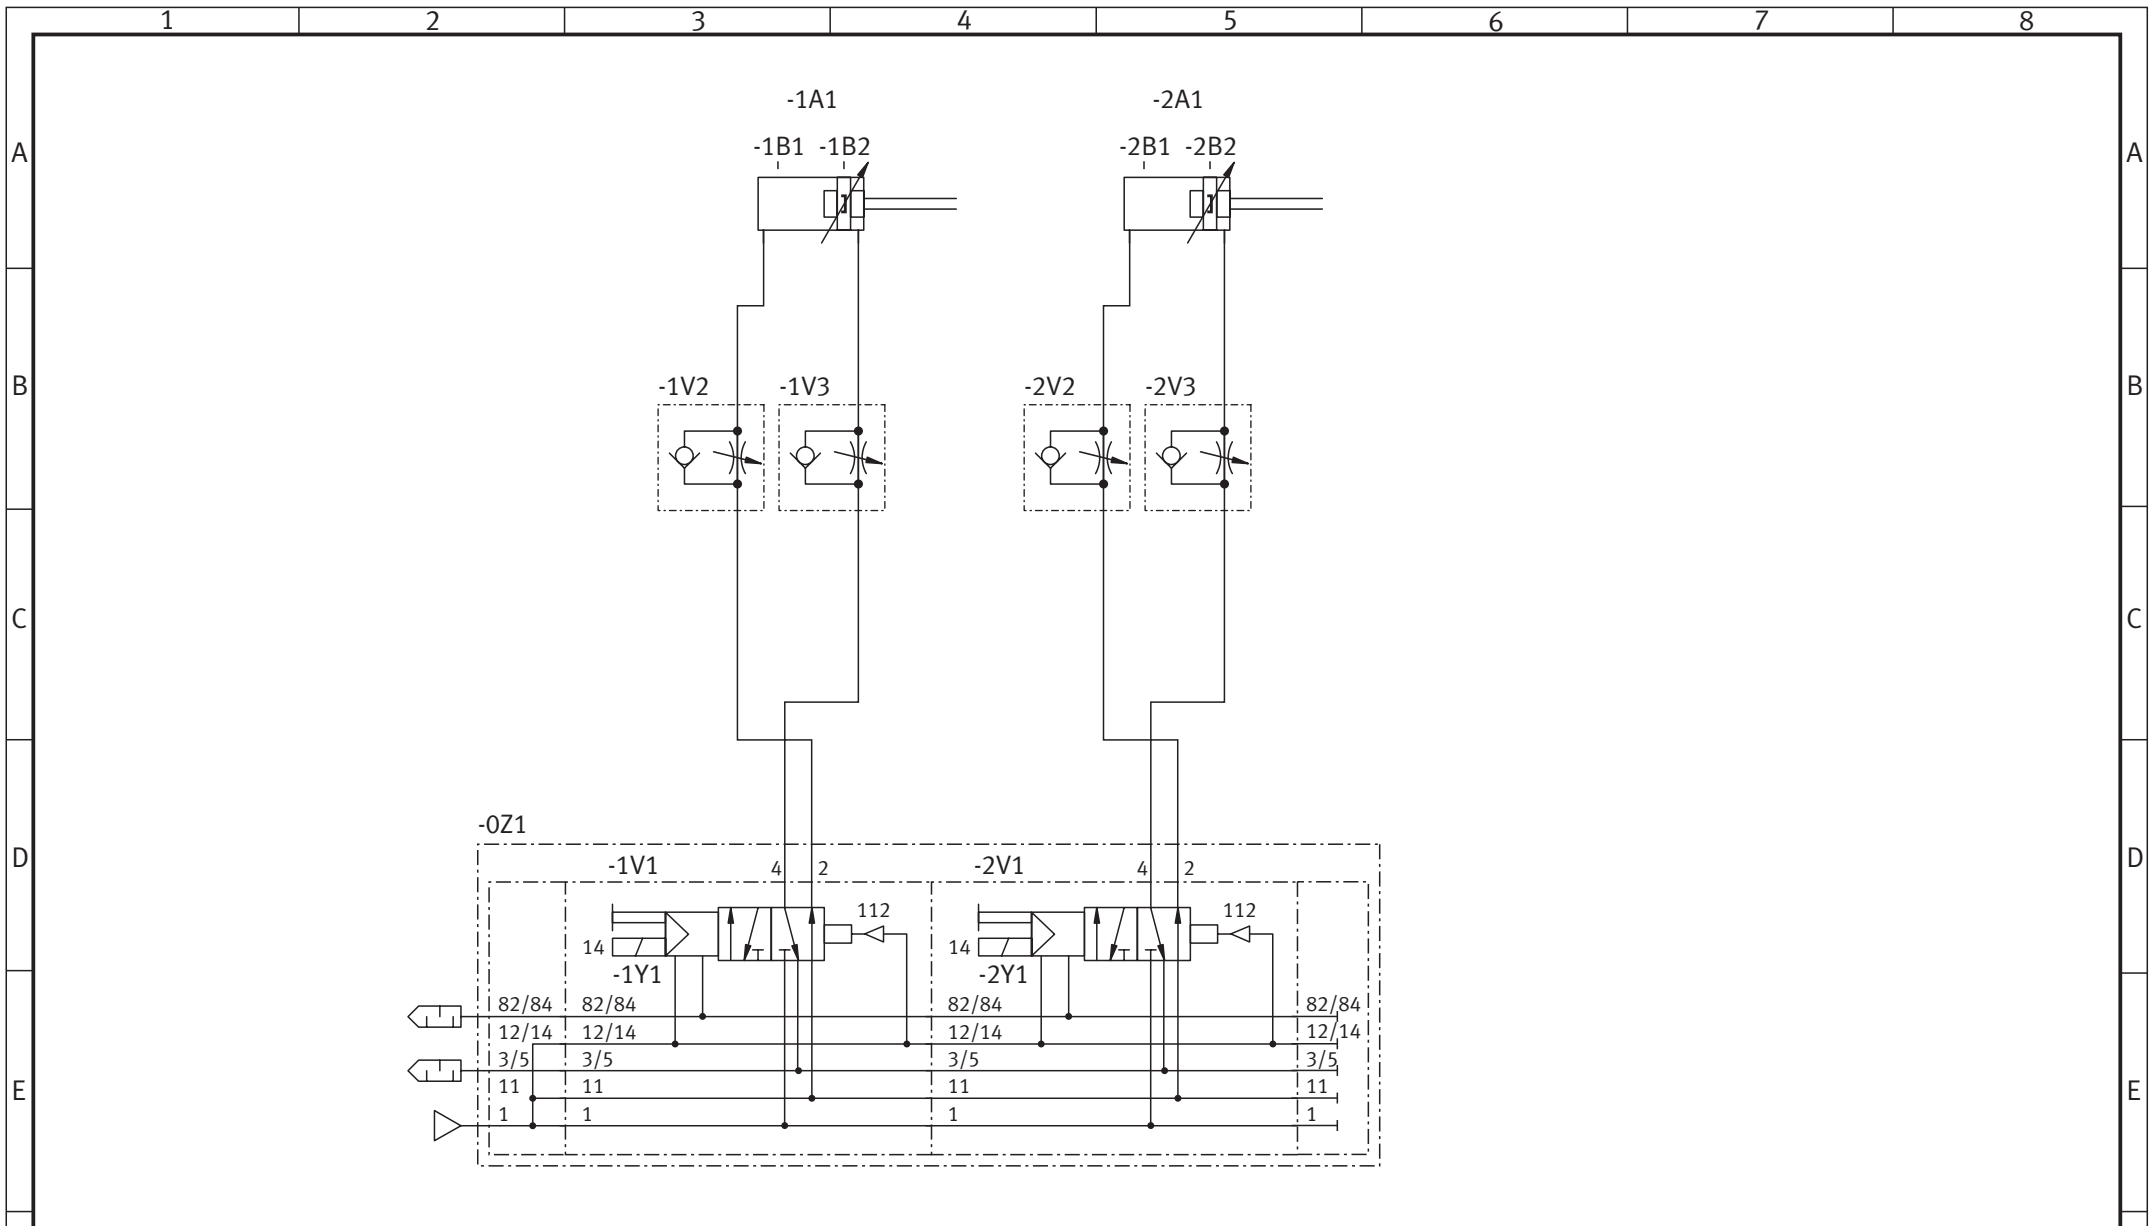 1 2 3 4 5 6 7 8
-1A1 -2A1
A -1B1 -1B2 -2B1 -2B2 A
B -1V2 -1V3 -2V2 -2V3 B
C C
-0Z1
D -1V1 4 2 -2V1 4 2 D
112 112
14 14
-1Y1 -2Y1
82/84 82/84 82/84 82/84
12/14 12/14 12/14 12/14
3/5 3/5 3/5 3/5
E 11 11 11 11 E
1 1 1 1